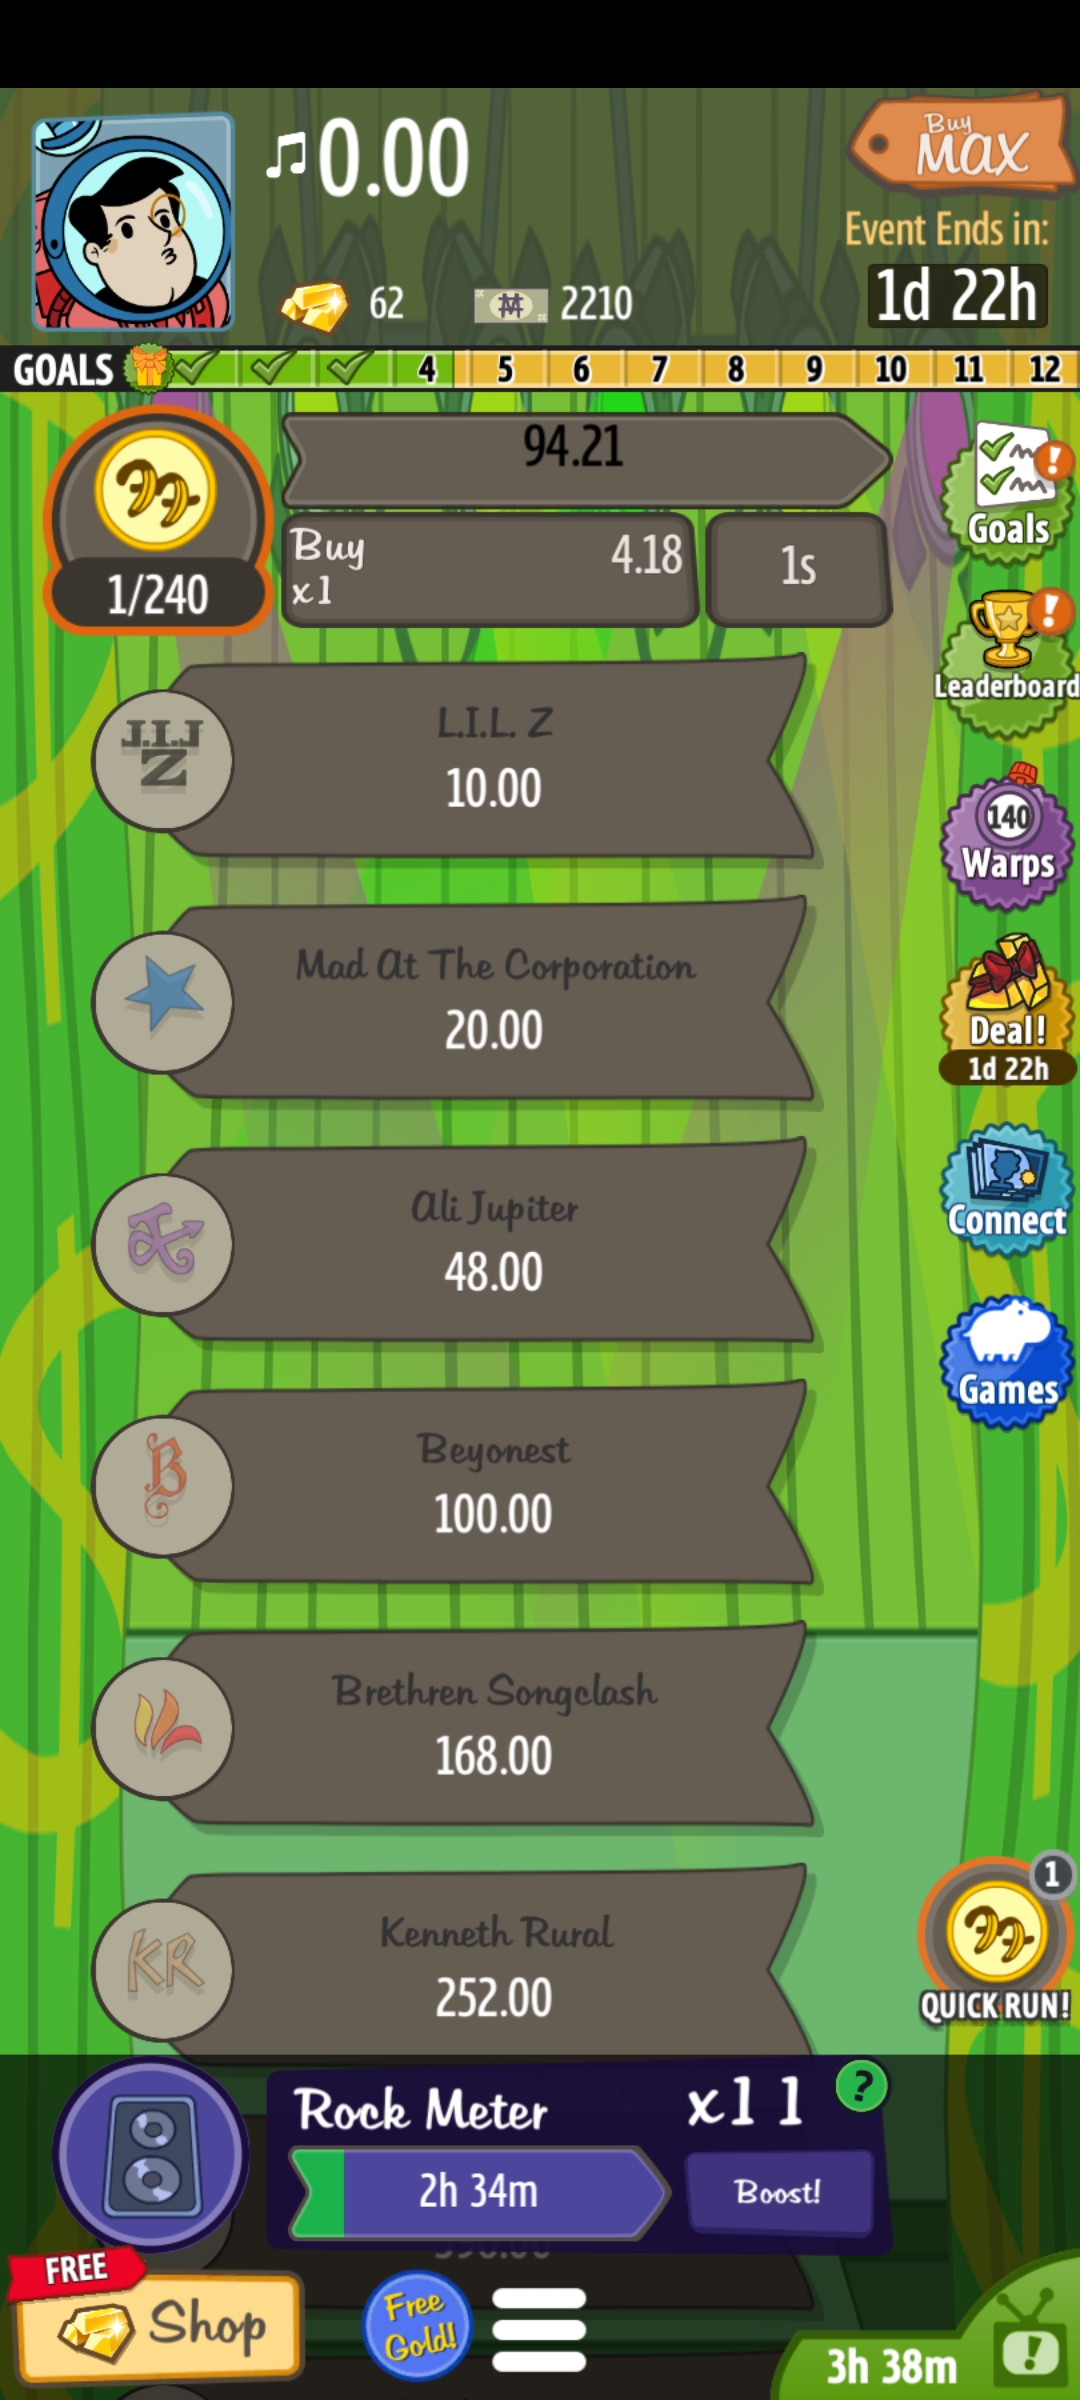 ♫0.00
Buy
MAX
Event Ends in:
1d 22h
62
2210
GOALS 4 5 6 7 8 9 10 11 12
94.21
1/240
Buy
x1
4.18
1s
Goals
Leaderboard
L.I.L.
Z
L.I.L. Z
10.00
140
Warps
Mad At The Corporation
20.00
Deal!
1d 22h
Ali Jupiter
48.00
Connect
B
Beyonest
100.00
Games
Brethren Songclash
168.00
KR
Kenneth Rural
252.00
1
QUICK RUN!
Rock Meter
x11
?
2h 34m
Boost!
FREE
Shop
Free
Gold!
3h 38m